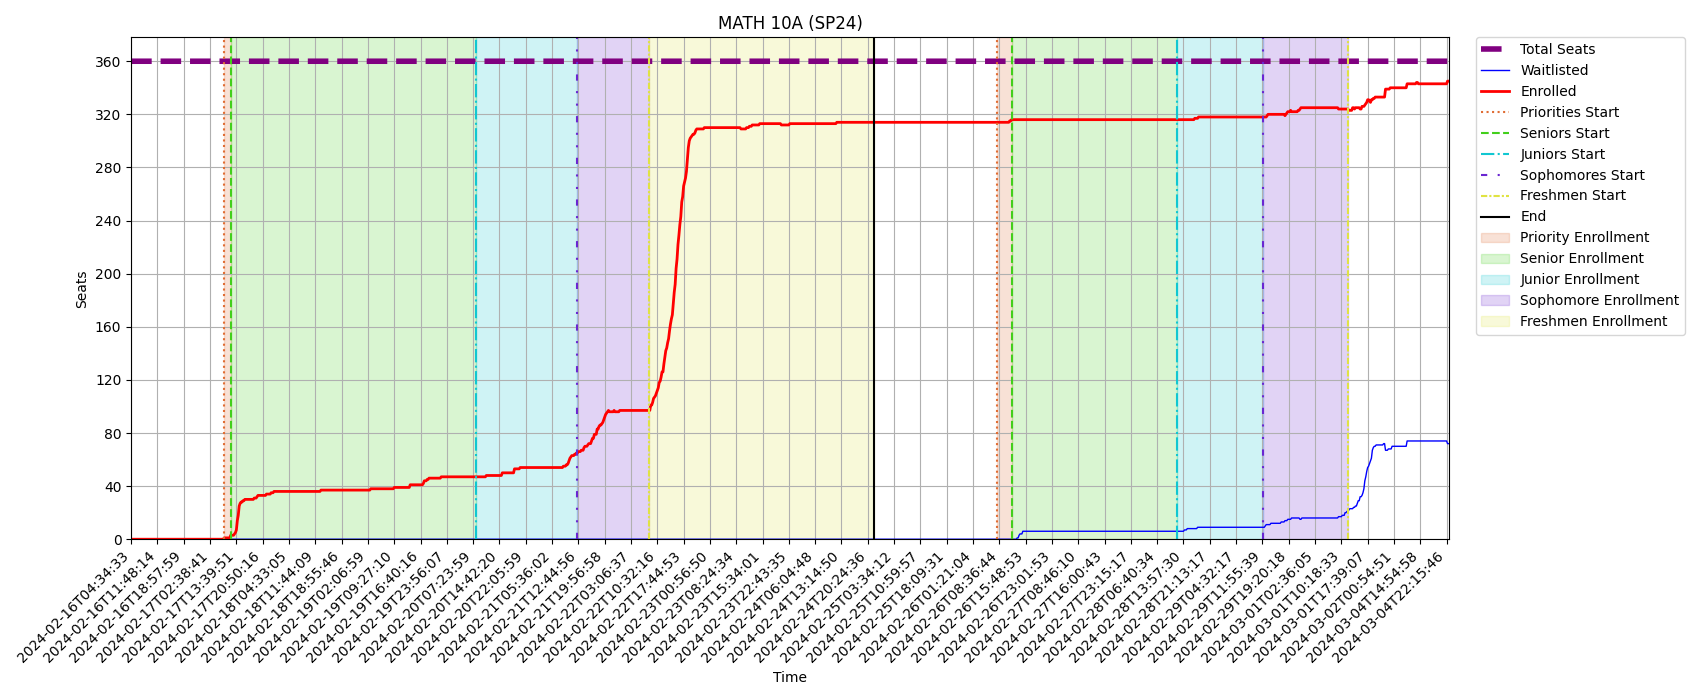 MATH 10A (SP24)
Seats
360
320
280
240
200
160
120
80
40
0
2024-02-16T04:34:33
2024-02-16T11:48:14
2024-02-16T18:57:59
2024-02-17T02:38:41
2024-02-17T13:39:51
2024-02-17T20:50:16
2024-02-18T04:33:05
2024-02-18T11:44:09
2024-02-18T18:55:46
2024-02-19T02:06:59
2024-02-19T09:27:10
2024-02-19T16:40:16
2024-02-19T23:56:07
2024-02-20T07:23:59
2024-02-20T14:42:20
2024-02-20T22:05:59
2024-02-21T05:36:02
2024-02-21T12:44:56
2024-02-21T19:56:58
2024-02-22T03:06:37
2024-02-22T10:32:16
2024-02-22T17:44:53
2024-02-23T00:56:50
2024-02-23T08:24:34
2024-02-23T15:34:01
2024-02-23T22:43:35
2024-02-24T06:04:48
2024-02-24T13:14:50
2024-02-24T20:24:36
2024-02-25T03:34:12
2024-02-25T10:59:57
2024-02-25T18:09:31
2024-02-26T01:21:04
2024-02-26T08:36:44
2024-02-26T15:48:53
2024-02-26T23:01:53
2024-02-27T08:46:10
2024-02-27T16:00:43
2024-02-27T23:15:17
2024-02-28T06:40:34
2024-02-28T13:57:30
2024-02-28T21:13:17
2024-02-29T04:32:17
2024-02-29T11:55:39
2024-02-29T19:20:18
2024-03-01T02:36:05
2024-03-01T10:18:33
2024-03-01T17:39:07
2024-03-02T00:54:51
2024-03-04T14:54:58
2024-03-04T22:15:46
Time
Total Seats
Waitlisted
Enrolled
Priorities Start
Seniors Start
Juniors Start
Sophomores Start
Freshmen Start
End
Priority Enrollment
Senior Enrollment
Junior Enrollment
Sophomore Enrollment
Freshmen Enrollment